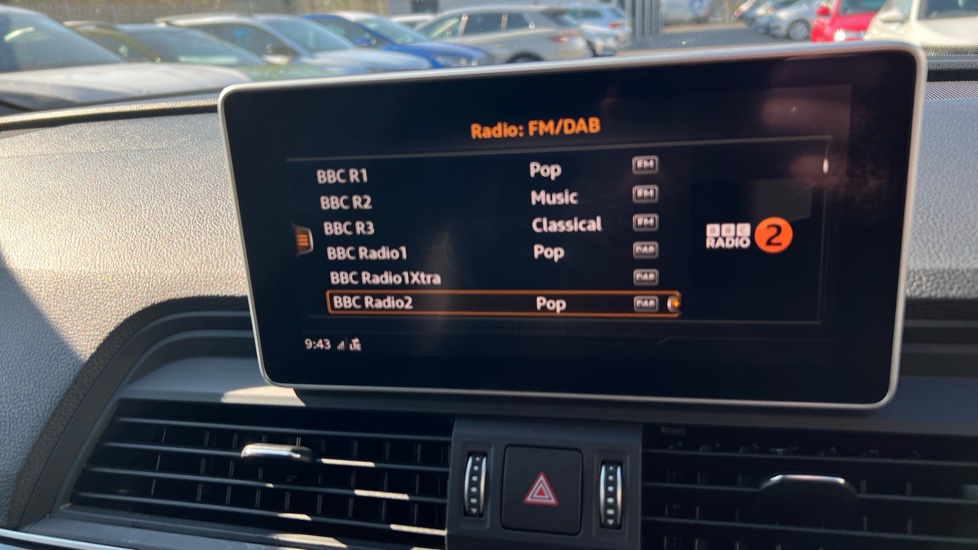 Radio: FM/DAB
BBC R1 Pop FM
BBC R2 Music FM
BBC R3 Classical FM
BBC Radio1 Pop DAB
BBC Radio1Xtra DAB
BBC Radio2 Pop DAB
BBC RADIO 2
9:43 LTE